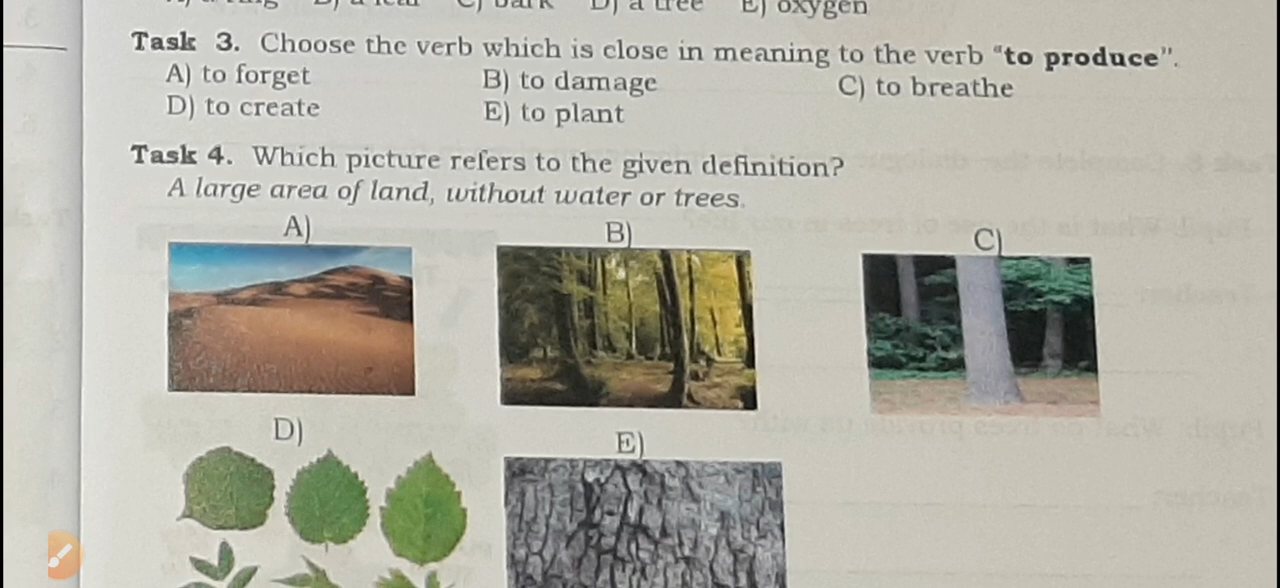 D) a tree E) oxygen
Task 3. Choose the verb which is close in meaning to the verb "to produce".
A) to forget B) to damage C) to breathe
D) to create E) to plant
Task 4. Which picture refers to the given definition?
A large area of land, without water or trees.
A) B) C)
D) E)